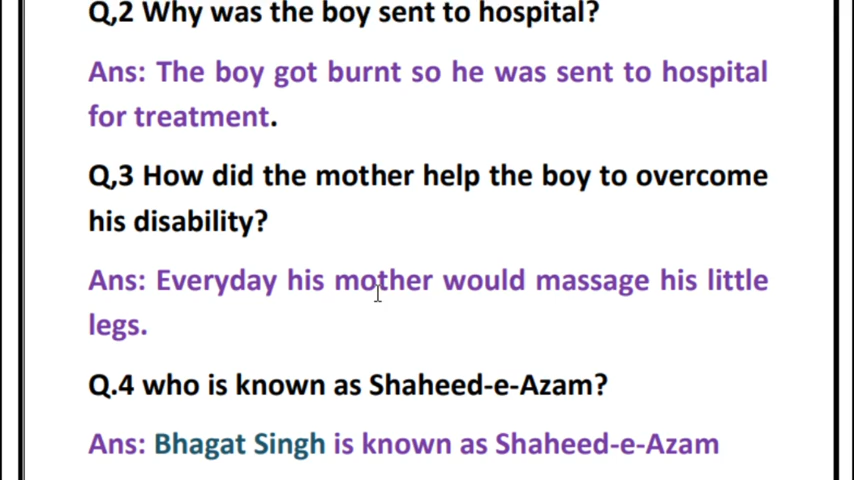 Q,2 Why was the boy sent to hospital?
Ans: The boy got burnt so he was sent to hospital
for treatment.
Q,3 How did the mother help the boy to overcome
his disability?
Ans: Everyday his mother would massage his little
legs.
Q.4 who is known as Shaheed-e-Azam?
Ans: Bhagat Singh is known as Shaheed-e-Azam